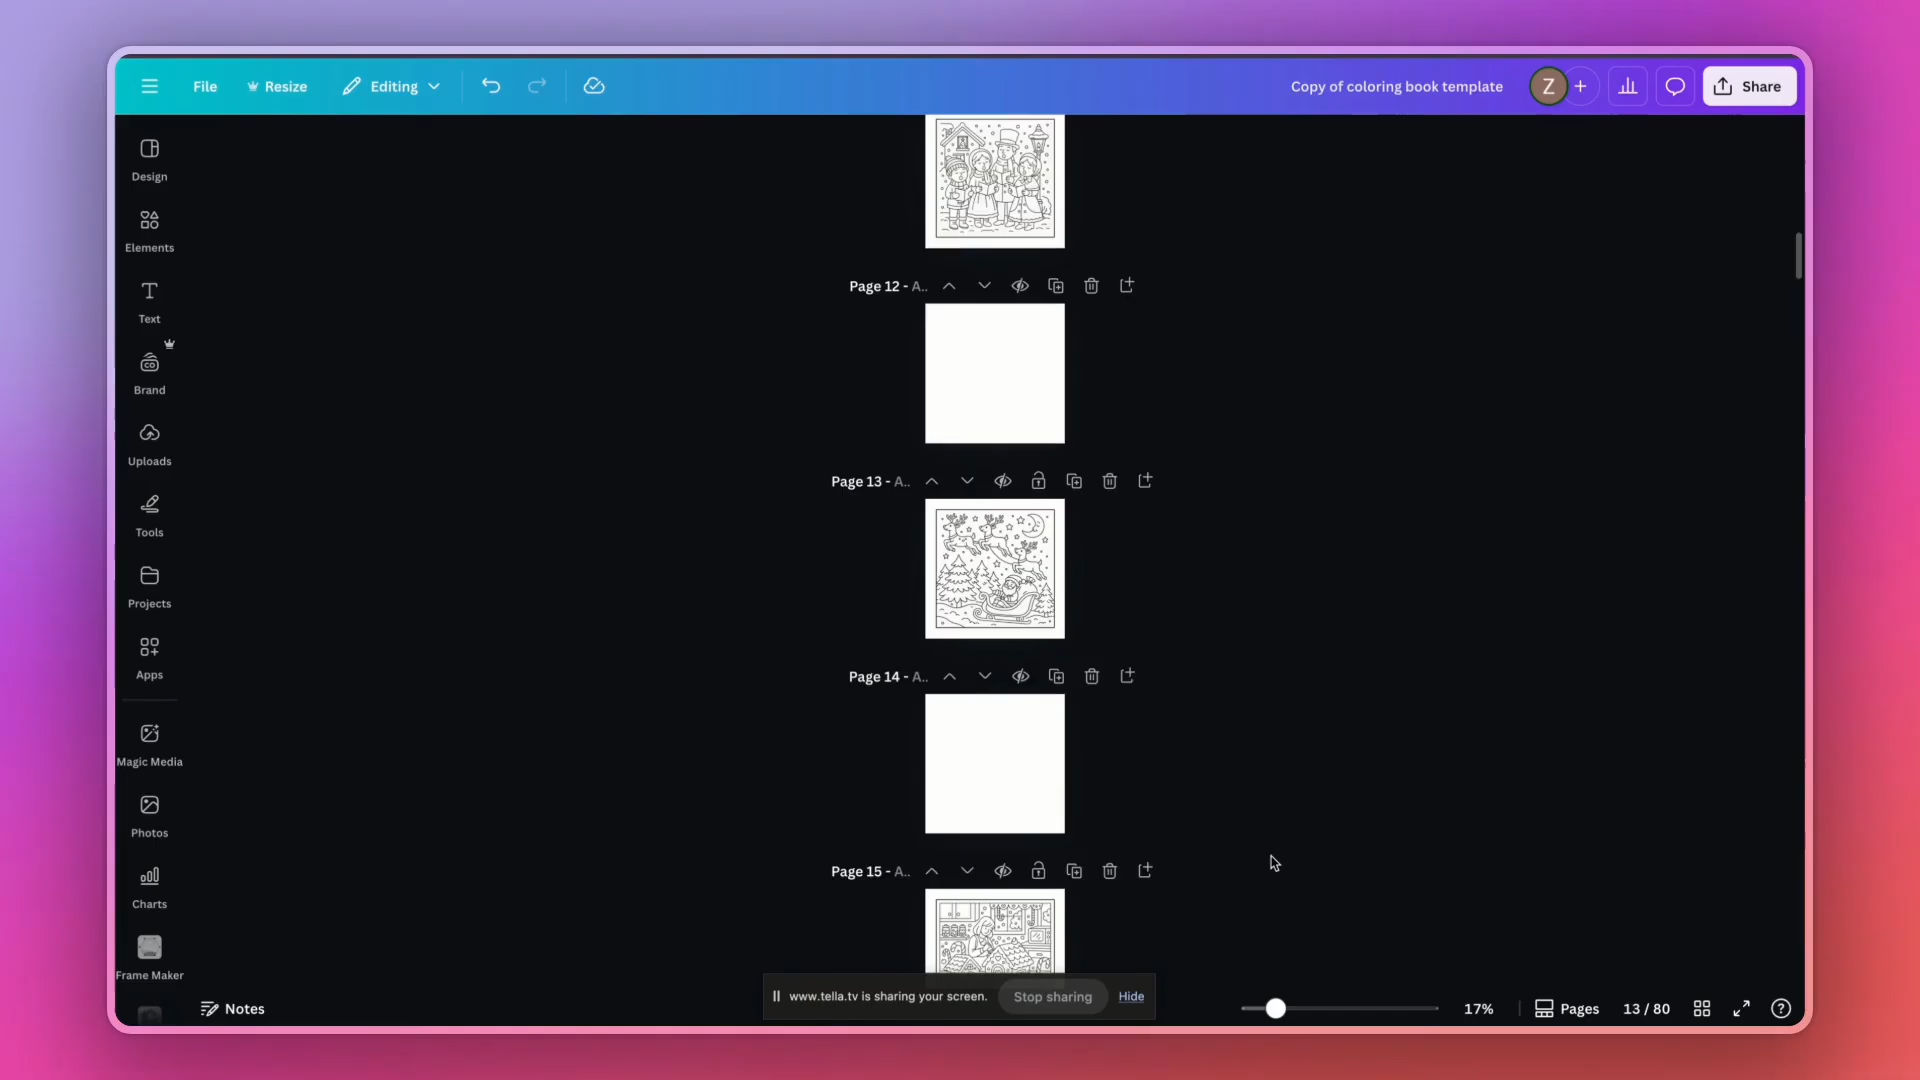 File
Resize
Editing
Copy of coloring book template
Z
Share
Design
Elements
Text
Brand
Uploads
Tools
Projects
Apps
Magic Media
Photos
Charts
Frame Maker
Page 12 - A..
Page 13 - A..
Page 14 - A..
Page 15 - A..
www.tella.tv is sharing your screen.
Stop sharing
Hide
Notes
17%
Pages
13 / 80